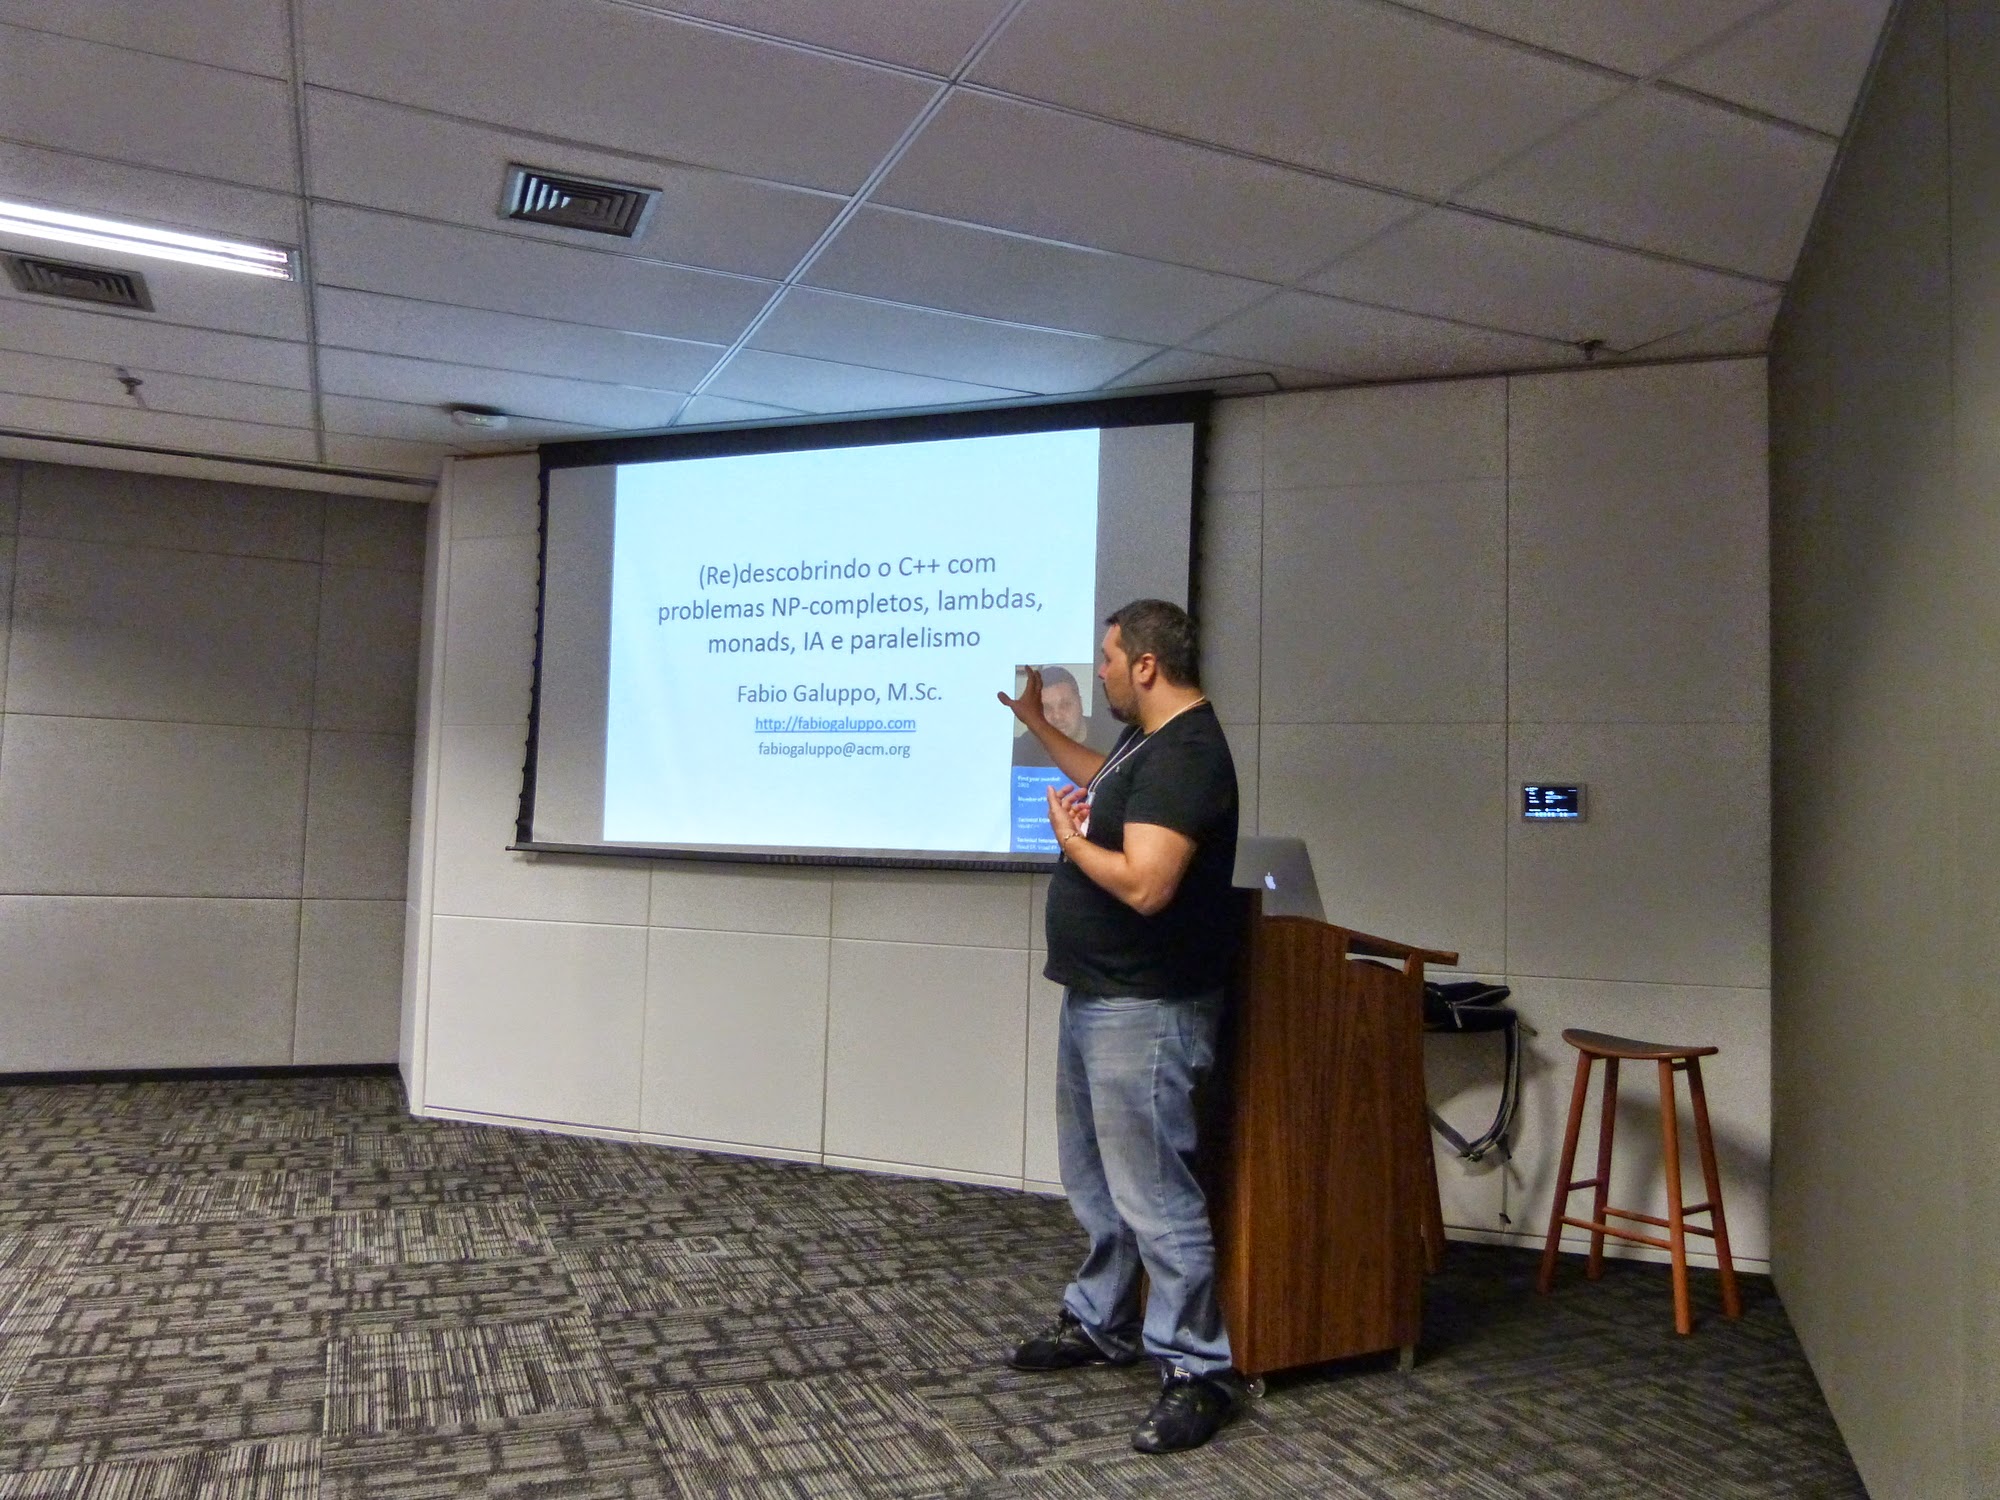 (Re)descobrindo o C++ com
problemas NP-completos, lambdas,
monads, IA e paralelismo
Fabio Galuppo, M.Sc.
http://fabiogaluppo.com
fabiogaluppo@acm.org